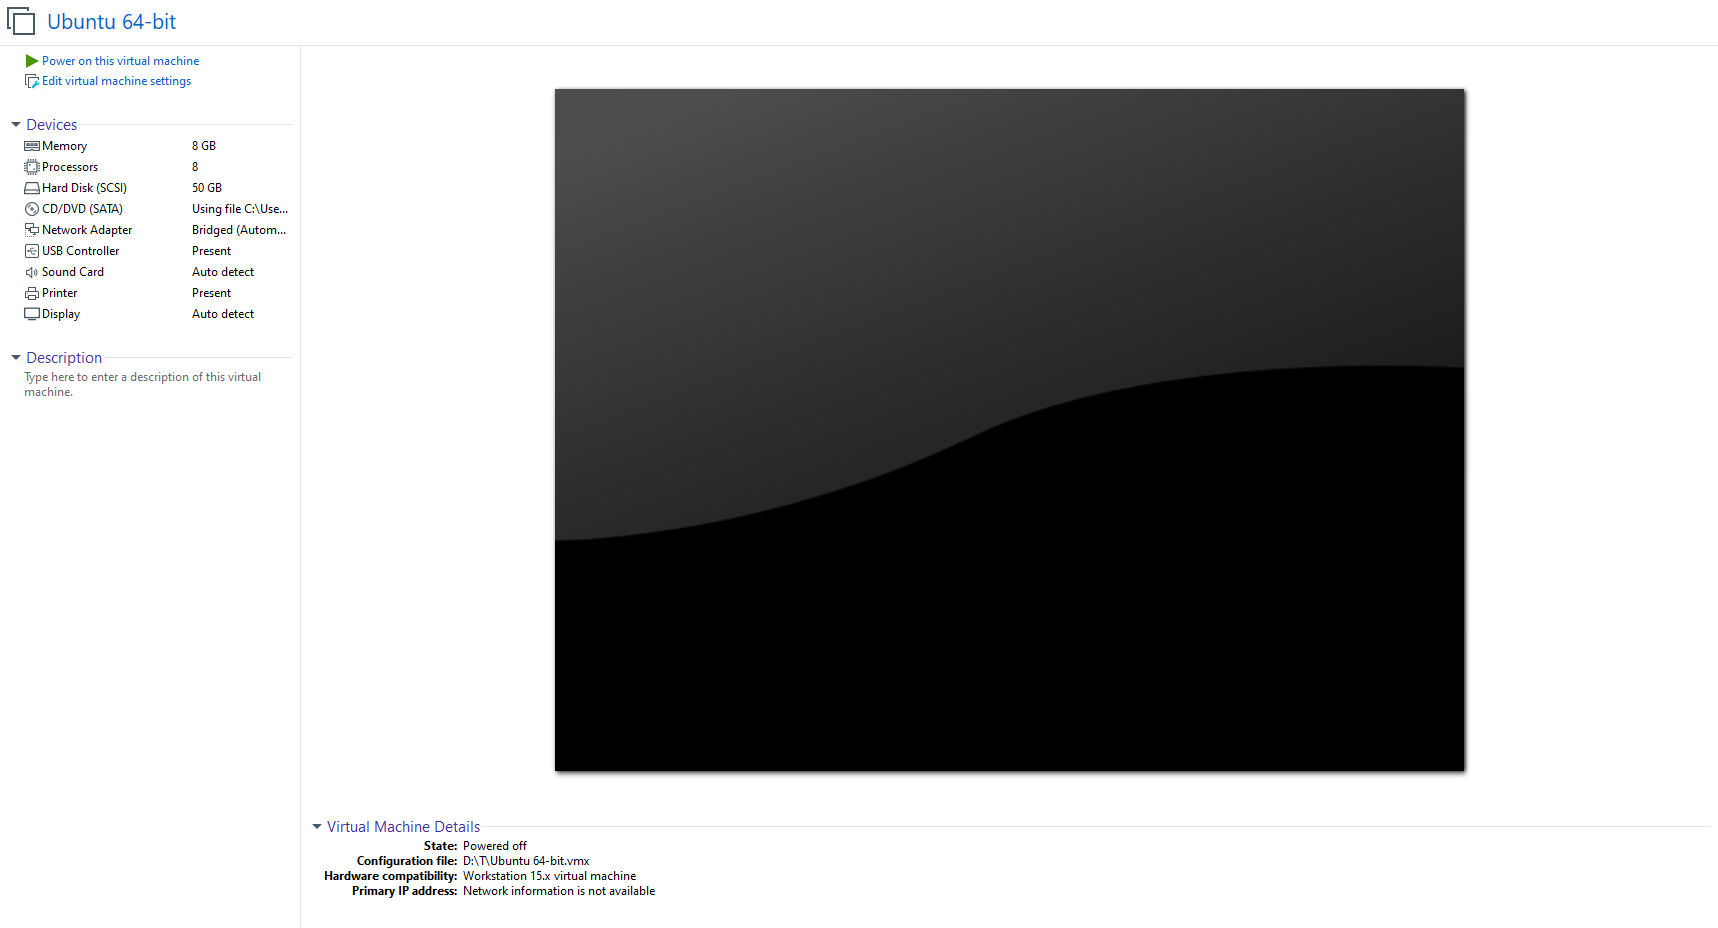 Ubuntu 64-bit
Power on this virtual machine
Edit virtual machine settings
Devices
Memory 8 GB
Processors 8
Hard Disk (SCSI) 50 GB
CD/DVD (SATA) Using file C:\Use...
Network Adapter Bridged (Autom...
USB Controller Present
Sound Card Auto detect
Printer Present
Display Auto detect
Description
Type here to enter a description of this virtual
machine.
Virtual Machine Details
State: Powered off
Configuration file: D:\T\Ubuntu 64-bit.vmx
Hardware compatibility: Workstation 15.x virtual machine
Primary IP address: Network information is not available